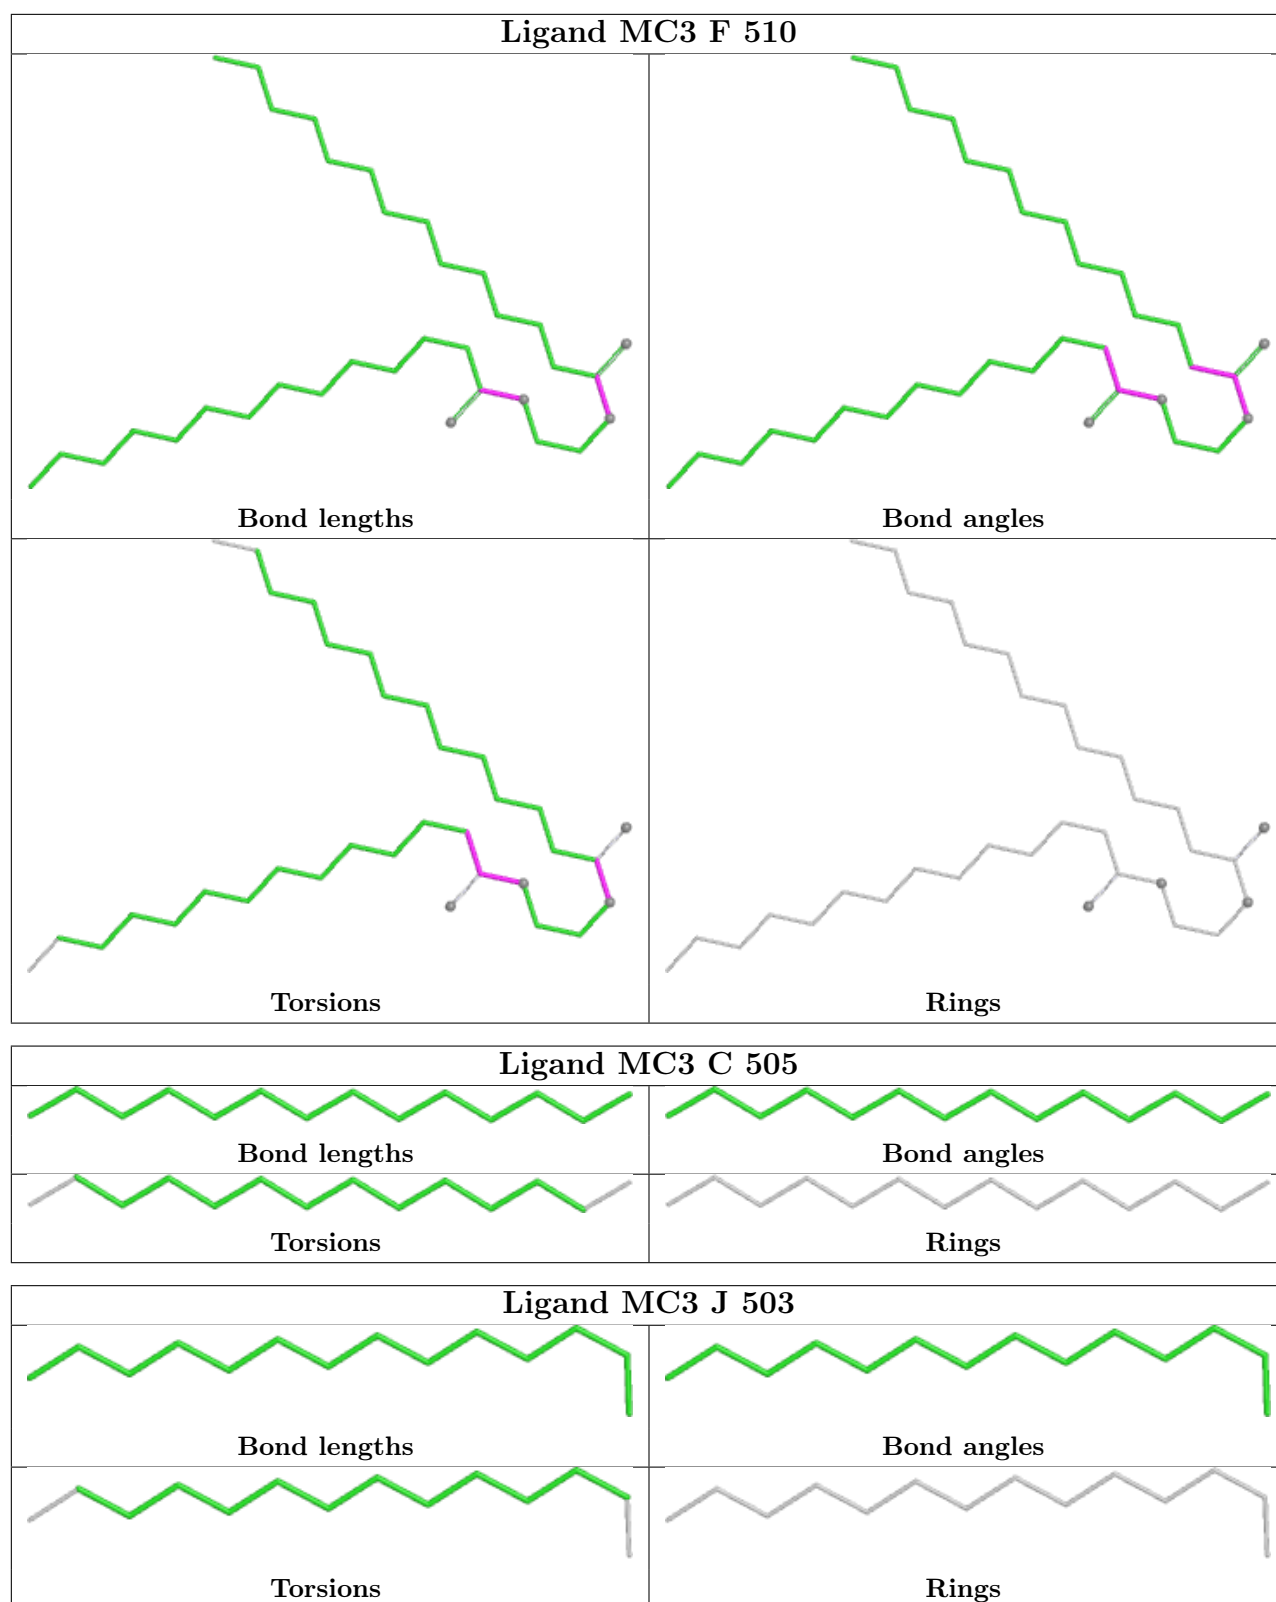 Ligand MC3 F 510
Bond lengths
Bond angles
Torsions
Rings
Ligand MC3 C 505
Bond lengths
Bond angles
Torsions
Rings
Ligand MC3 J 503
Bond lengths
Bond angles
Torsions
Rings